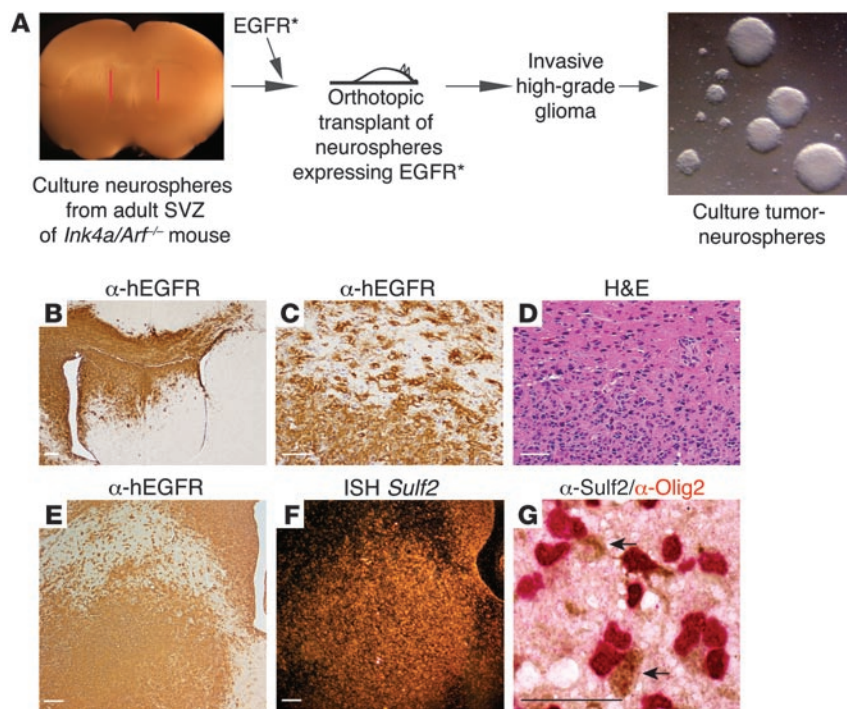 A
EGFR*
Culture neurospheres
from adult SVZ
of Ink4a/Arf–/– mouse
Orthotopic
transplant of
neurospheres
expressing EGFR*
Invasive
high-grade
glioma
Culture tumor-
neurospheres
α-hEGFR
B
α-hEGFR
C
H&E
D
α-hEGFR
E
ISH Sulf2
F
α-Sulf2/α-Olig2
G